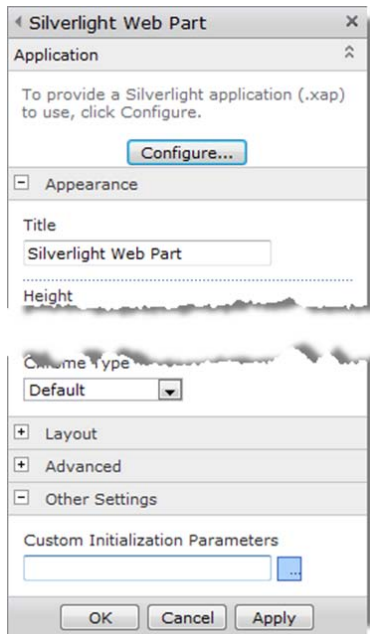 Silverlight Web Part
Application
To provide a Silverlight application (.xap)
to use, click Configure.
Configure...
Appearance
Title
Silverlight Web Part
Height
Chrome Type
Default
Layout
Advanced
Other Settings
Custom Initialization Parameters
...
OK Cancel Apply